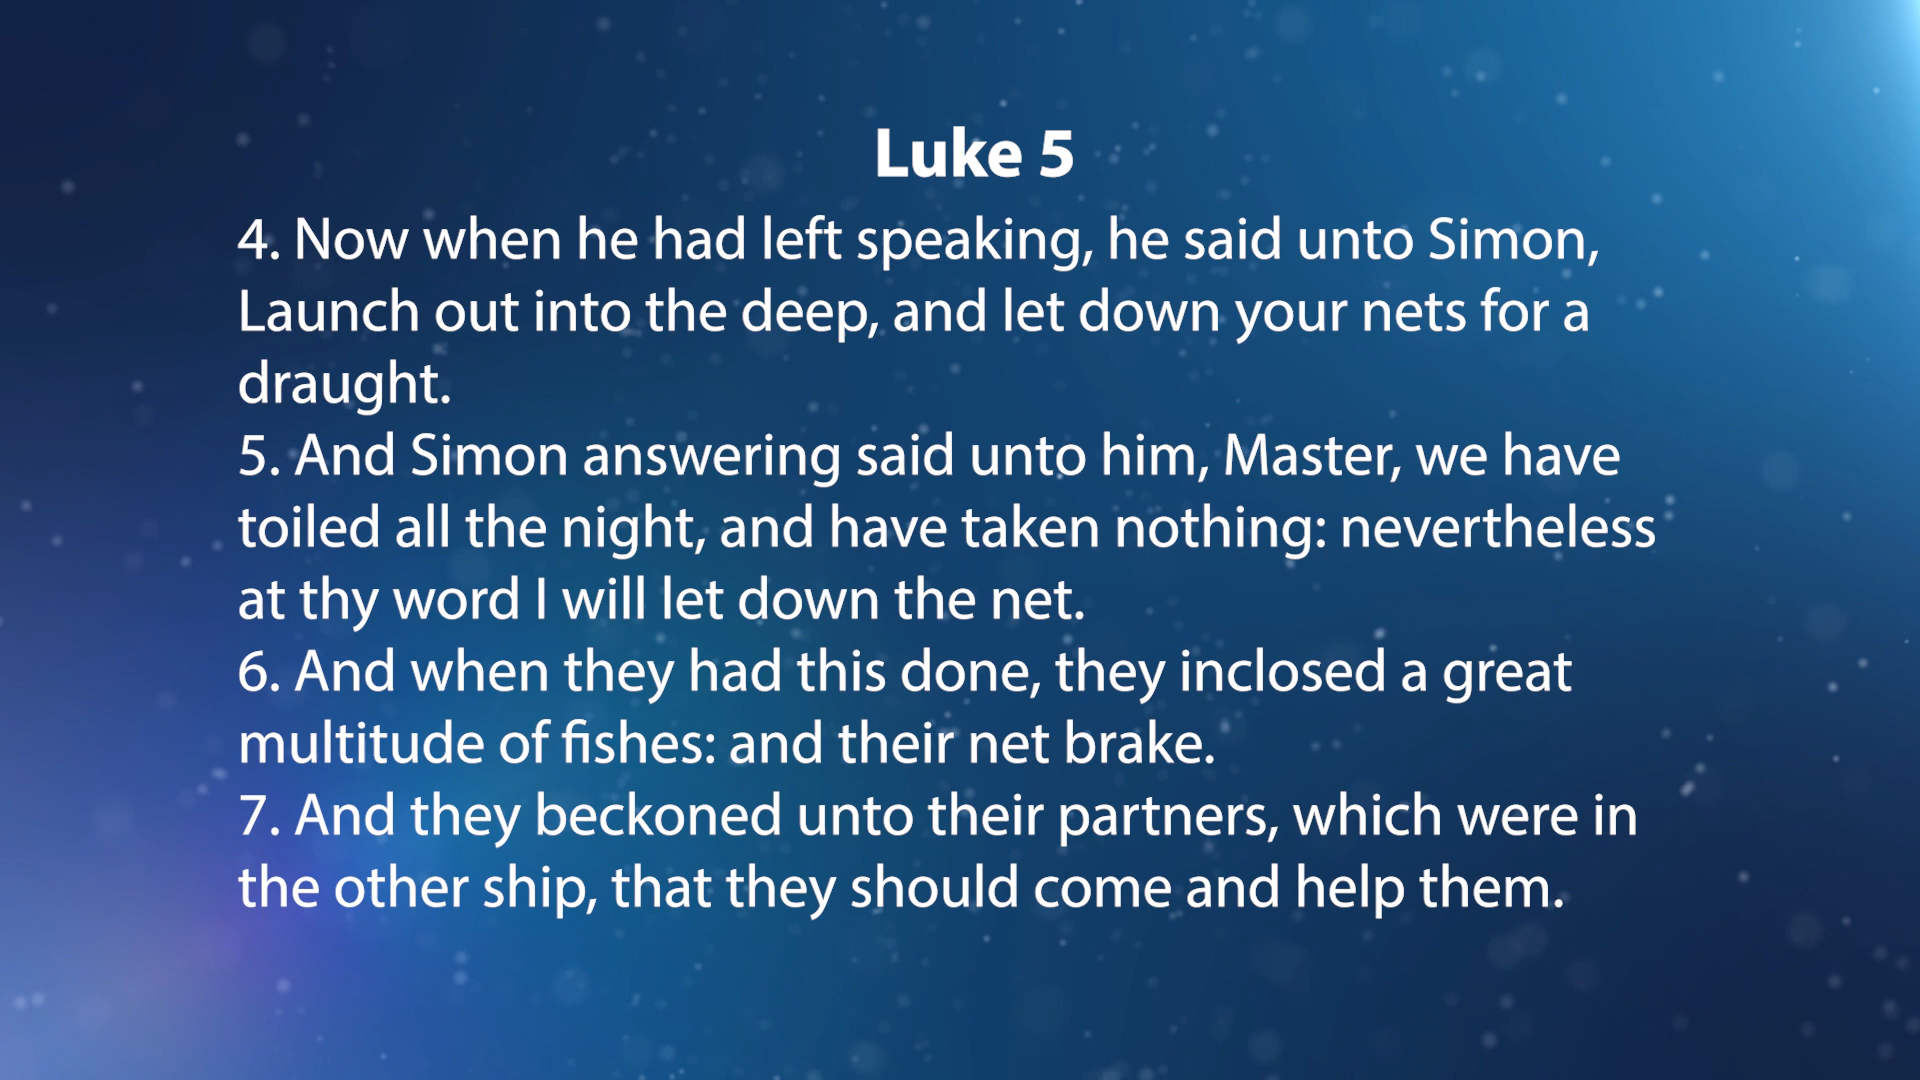 Luke 5
4. Now when he had left speaking, he said unto Simon,
Launch out into the deep, and let down your nets for a
draught.
5. And Simon answering said unto him, Master, we have
toiled all the night, and have taken nothing: nevertheless
at thy word I will let down the net.
6. And when they had this done, they inclosed a great
multitude of fishes: and their net brake.
7. And they beckoned unto their partners, which were in
the other ship, that they should come and help them.